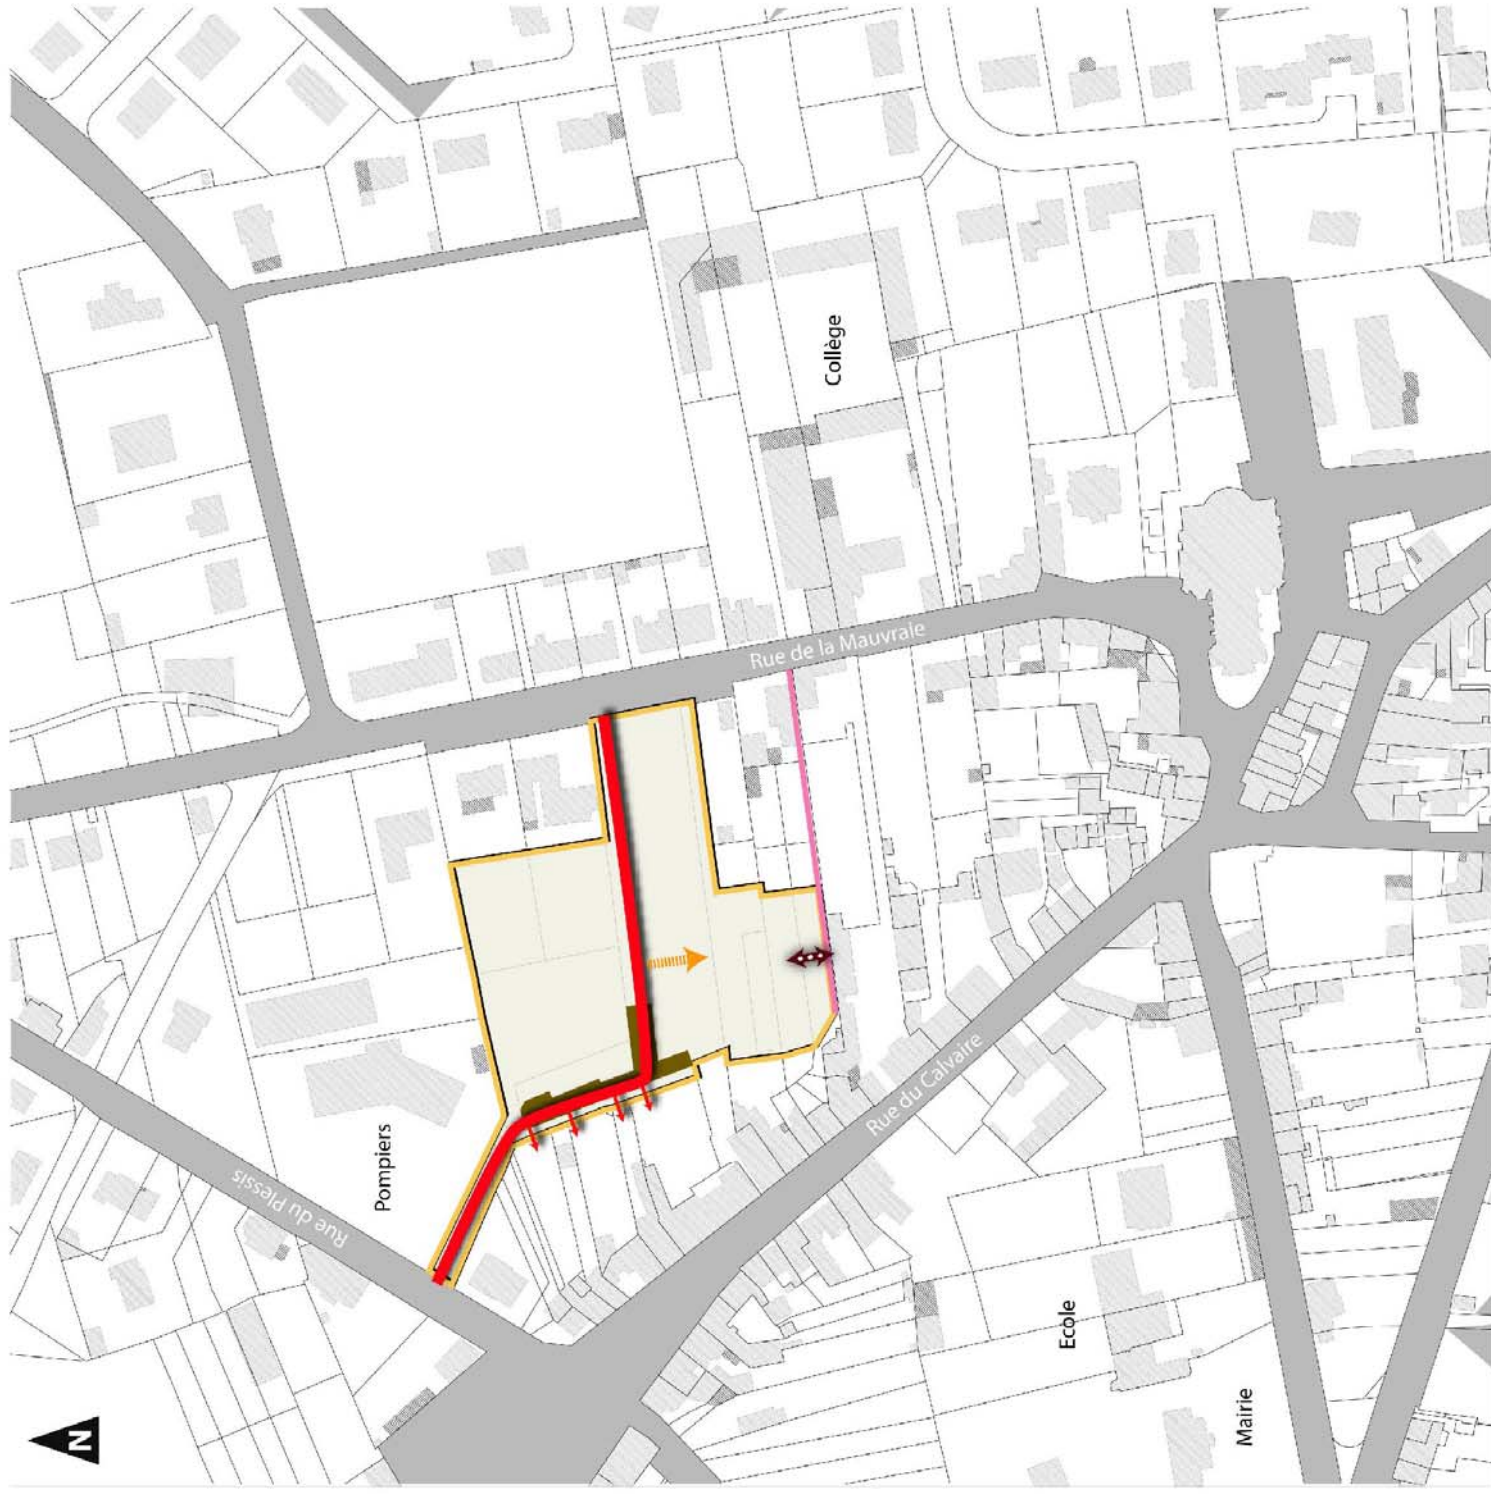 N
Rue du Plessis
Pompiers
Rue de la Mauvraie
Collège
Rue du Calvaire
Ecole
Mairie